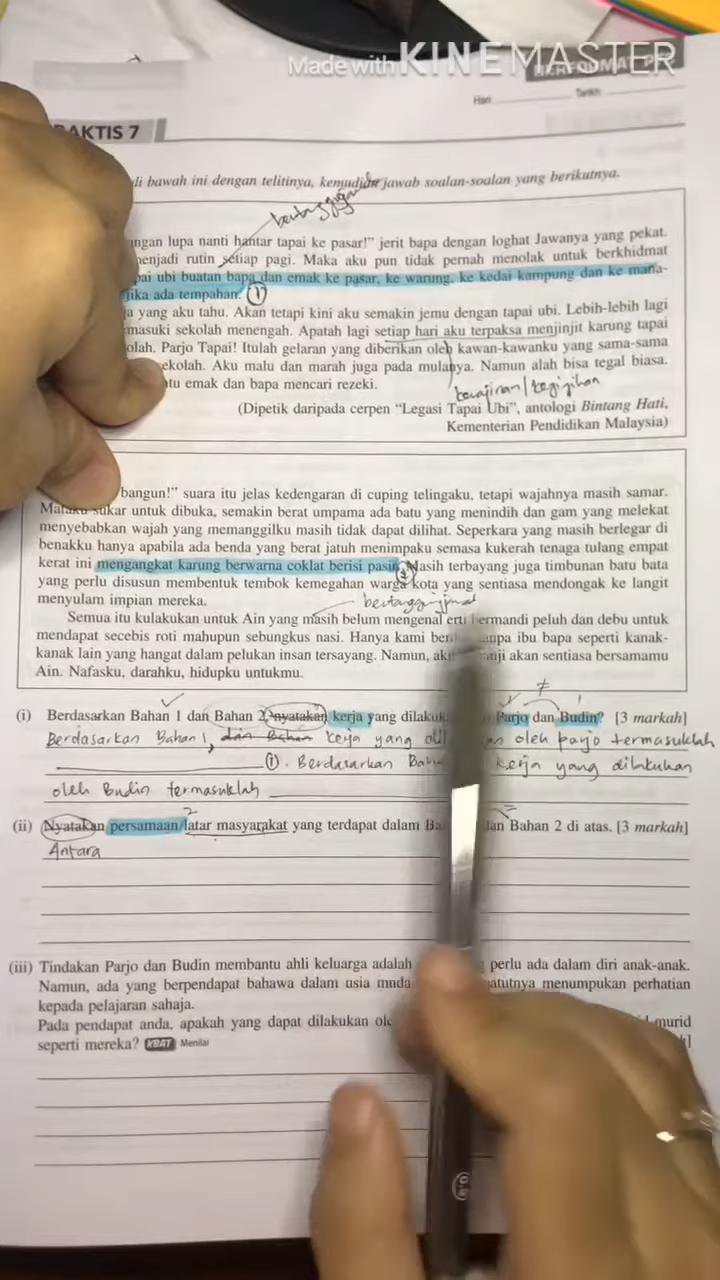 Made with KINEMASTER
BERFORMAT
Hari: Tarikh:
AKTIS 7
di bawah ini dengan telitinya, kemudian jawab soalan-soalan yang berikutnya.
bertanggung
ngan lupa nanti hantar tapai ke pasar!” jerit bapa dengan loghat Jawanya yang pekat.
menjadi rutin setiap pagi. Maka aku pun tidak pernah menolak untuk berkhidmat
pai ubi buatan bapa dan emak ke pasar, ke warung, ke kedai kampung dan ke mana-
jika ada tempahan. 1
a yang aku tahu. Akan tetapi kini aku semakin jemu dengan tapai ubi. Lebih-lebih lagi
masuki sekolah menengah. Apatah lagi setiap hari aku terpaksa menjinjit karung tapai
olah. Parjo Tapai! Itulah gelaran yang diberikan oleh kawan-kawanku yang sama-sama
ekolah. Aku malu dan marah juga pada mulanya. Namun alah bisa tegal biasa.
tu emak dan bapa mencari rezeki.
kerajinan/kegigihan
(Dipetik daripada cerpen “Legasi Tapai Ubi”, antologi Bintang Hati,
Kementerian Pendidikan Malaysia)
bangun!” suara itu jelas kedengaran di cuping telingaku, tetapi wajahnya masih samar.
Mataku sukar untuk dibuka, semakin berat umpama ada batu yang menindih dan gam yang melekat
menyebabkan wajah yang memanggilku masih tidak dapat dilihat. Seperkara yang masih berlegar di
benakku hanya apabila ada benda yang berat jatuh menimpaku semasa kukerah tenaga tulang empat
kerat ini mengangkat karung berwarna coklat berisi pasir. 2 Masih terbayang juga timbunan batu bata
yang perlu disusun membentuk tembok kemegahan warga kota yang sentiasa mendongak ke langit
menyulam impian mereka.
Semua itu kulakukan untuk Ain yang masih belum mengenal erti bermandi peluh dan debu untuk
mendapat secebis roti mahupun sebungkus nasi. Hanya kami ber tanpa ibu bapa seperti kanak-
kanak lain yang hangat dalam pelukan insan tersayang. Namun, aku nji akan sentiasa bersamamu
Ain. Nafasku, darahku, hidupku untukmu.
(i) Berdasarkan Bahan 1 dan Bahan 2, nyatakan kerja yang dilakuk Parjo dan Budin? [3 markah]
Berdasarkan Bahan 1, dan Bahan kerja yang dil an oleh parjo termasuklah
1. Berdasarkan Baha kerja yang dilakukan
oleh Budin termasuklah
(ii) Nyatakan persamaan latar masyarakat yang terdapat dalam Ba dan Bahan 2 di atas. [3 markah]
Antara
(iii) Tindakan Parjo dan Budin membantu ahli keluarga adalah perlu ada dalam diri anak-anak.
Namun, ada yang berpendapat bahawa dalam usia muda patutnya menumpukan perhatian
kepada pelajaran sahaja.
Pada pendapat anda, apakah yang dapat dilakukan ole murid
seperti mereka? KBAT Menilai